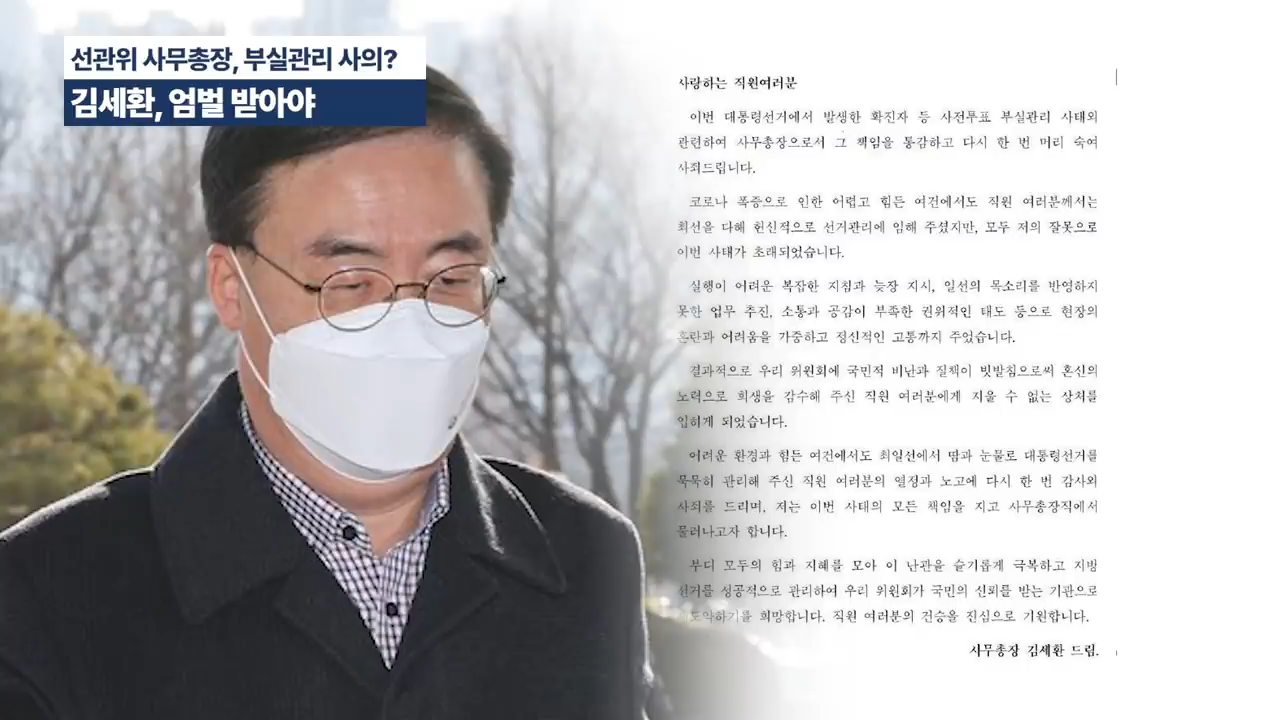 선관위 사무총장, 부실관리 사의?
김세환, 엄벌 받아야
사랑하는 직원여러분
이번 대통령선거에서 발생한 확진자 등 사전투표 부실관리 사태와
관련하여 사무총장으로서 그 책임을 통감하고 다시 한 번 머리 숙여
사죄드립니다.
코로나 폭증으로 인한 어렵고 힘든 여건에서도 직원 여러분께서는
최선을 다해 헌신적으로 선거관리에 임해 주셨지만, 모두 저의 잘못으로
이번 사태가 초래되었습니다.
실행이 어려운 복잡한 지침과 늦장 지시, 일선의 목소리를 반영하지
못한 업무 추진, 소통과 공감이 부족한 권위적인 태도 등으로 현장의
혼란과 어려움을 가중하고 정신적인 고통까지 주었습니다.
결과적으로 우리 위원회에 국민적 비난과 질책이 빗발침으로써 혼신의
노력으로 희생을 감수해 주신 직원 여러분에게 지울 수 없는 상처를
입히게 되었습니다.
어려운 환경과 힘든 여건에서도 최일선에서 땀과 눈물로 대통령선거를
묵묵히 관리해 주신 직원 여러분의 열정과 노고에 다시 한 번 감사와
사죄를 드리며, 저는 이번 사태의 모든 책임을 지고 사무총장직에서
물러나고자 합니다.
부디 모두의 힘과 지혜를 모아 이 난관을 슬기롭게 극복하고 지방
선거를 성공적으로 관리하여 우리 위원회가 국민의 신뢰를 받는 기관으로
도약하기를 희망합니다. 직원 여러분의 건승을 진심으로 기원합니다.
사무총장 김세환 드림.